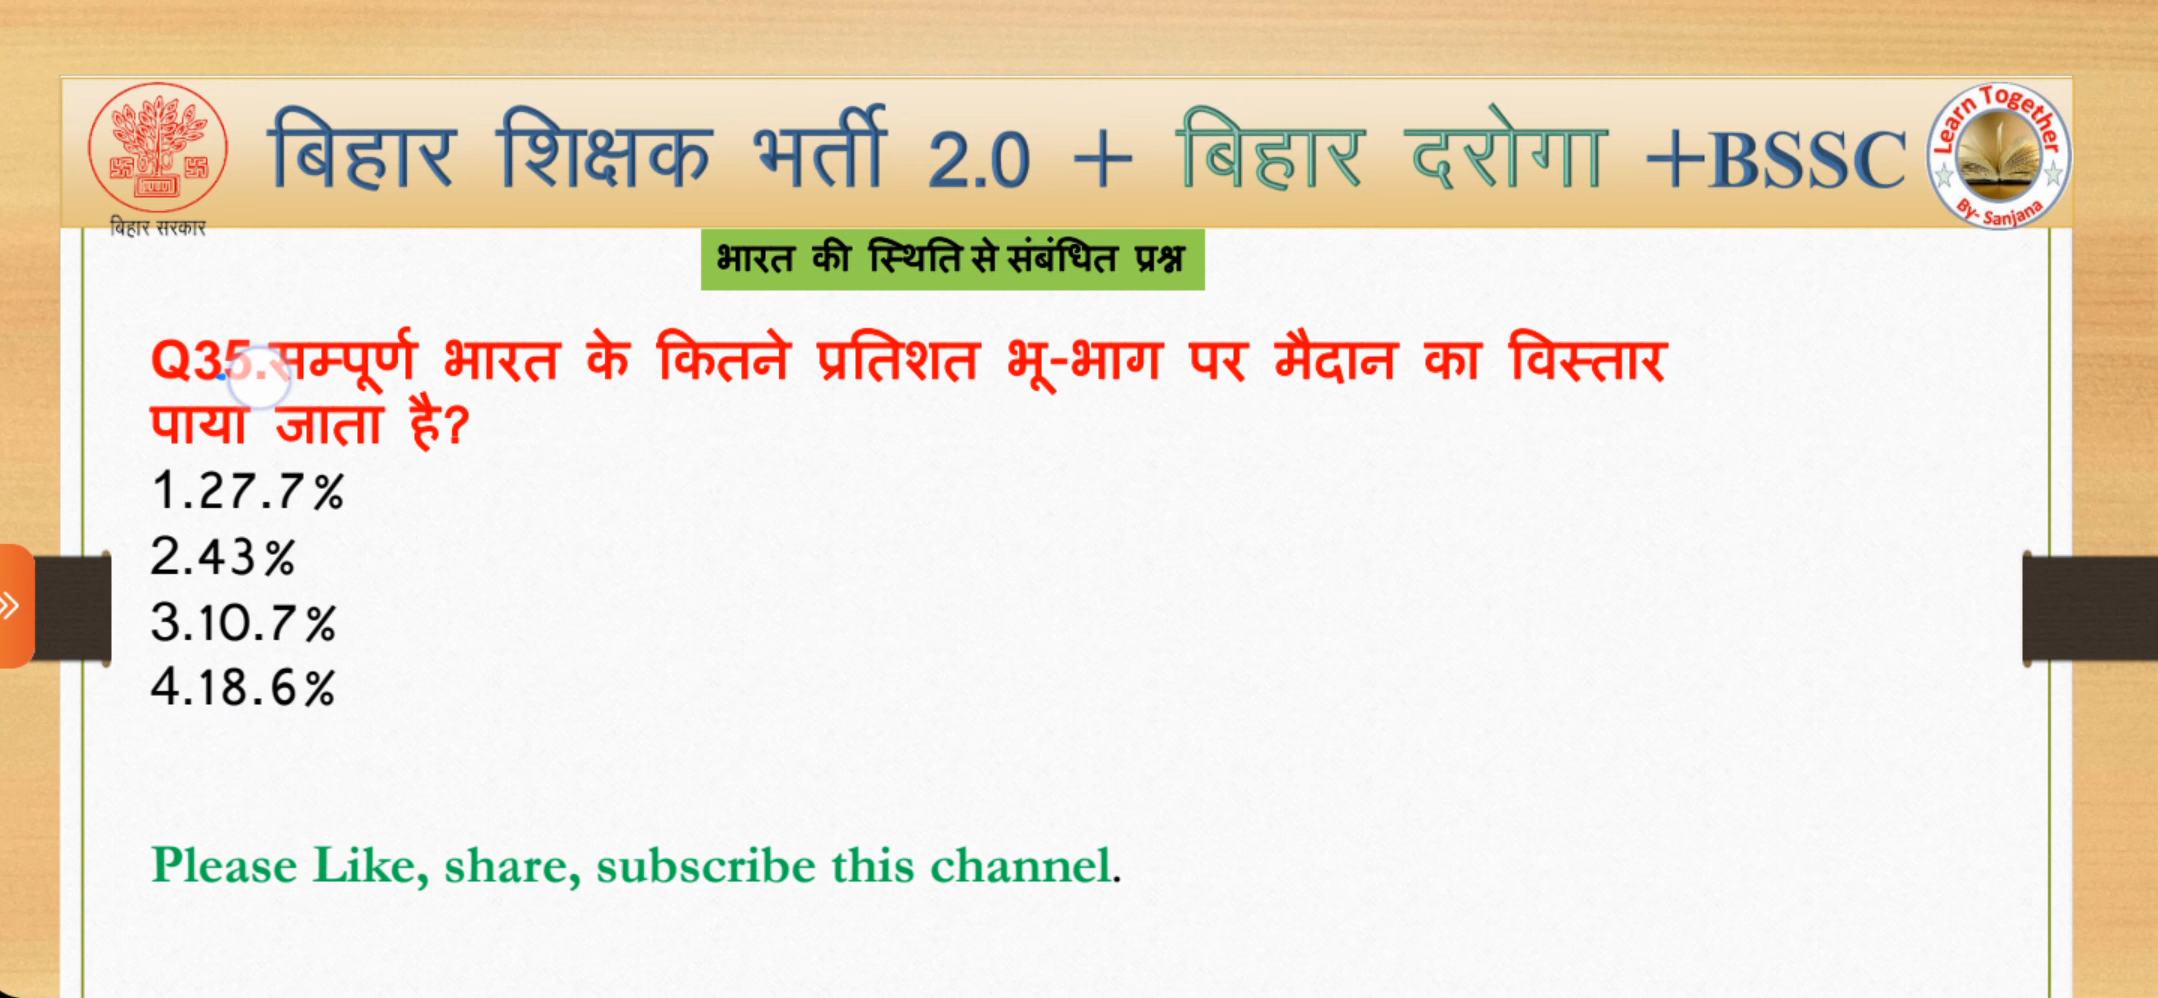 बिहार शिक्षक भर्ती 2.0 + बिहार दरोगा +BSSC
Learn Together
By- Sanjana
बिहार सरकार
भारत की स्थिति से संबंधित प्रश्न
Q35.सम्पूर्ण भारत के कितने प्रतिशत भू-भाग पर मैदान का विस्तार
पाया जाता है?
1.27.7%
2.43%
3.10.7%
4.18.6%
Please Like, share, subscribe this channel.